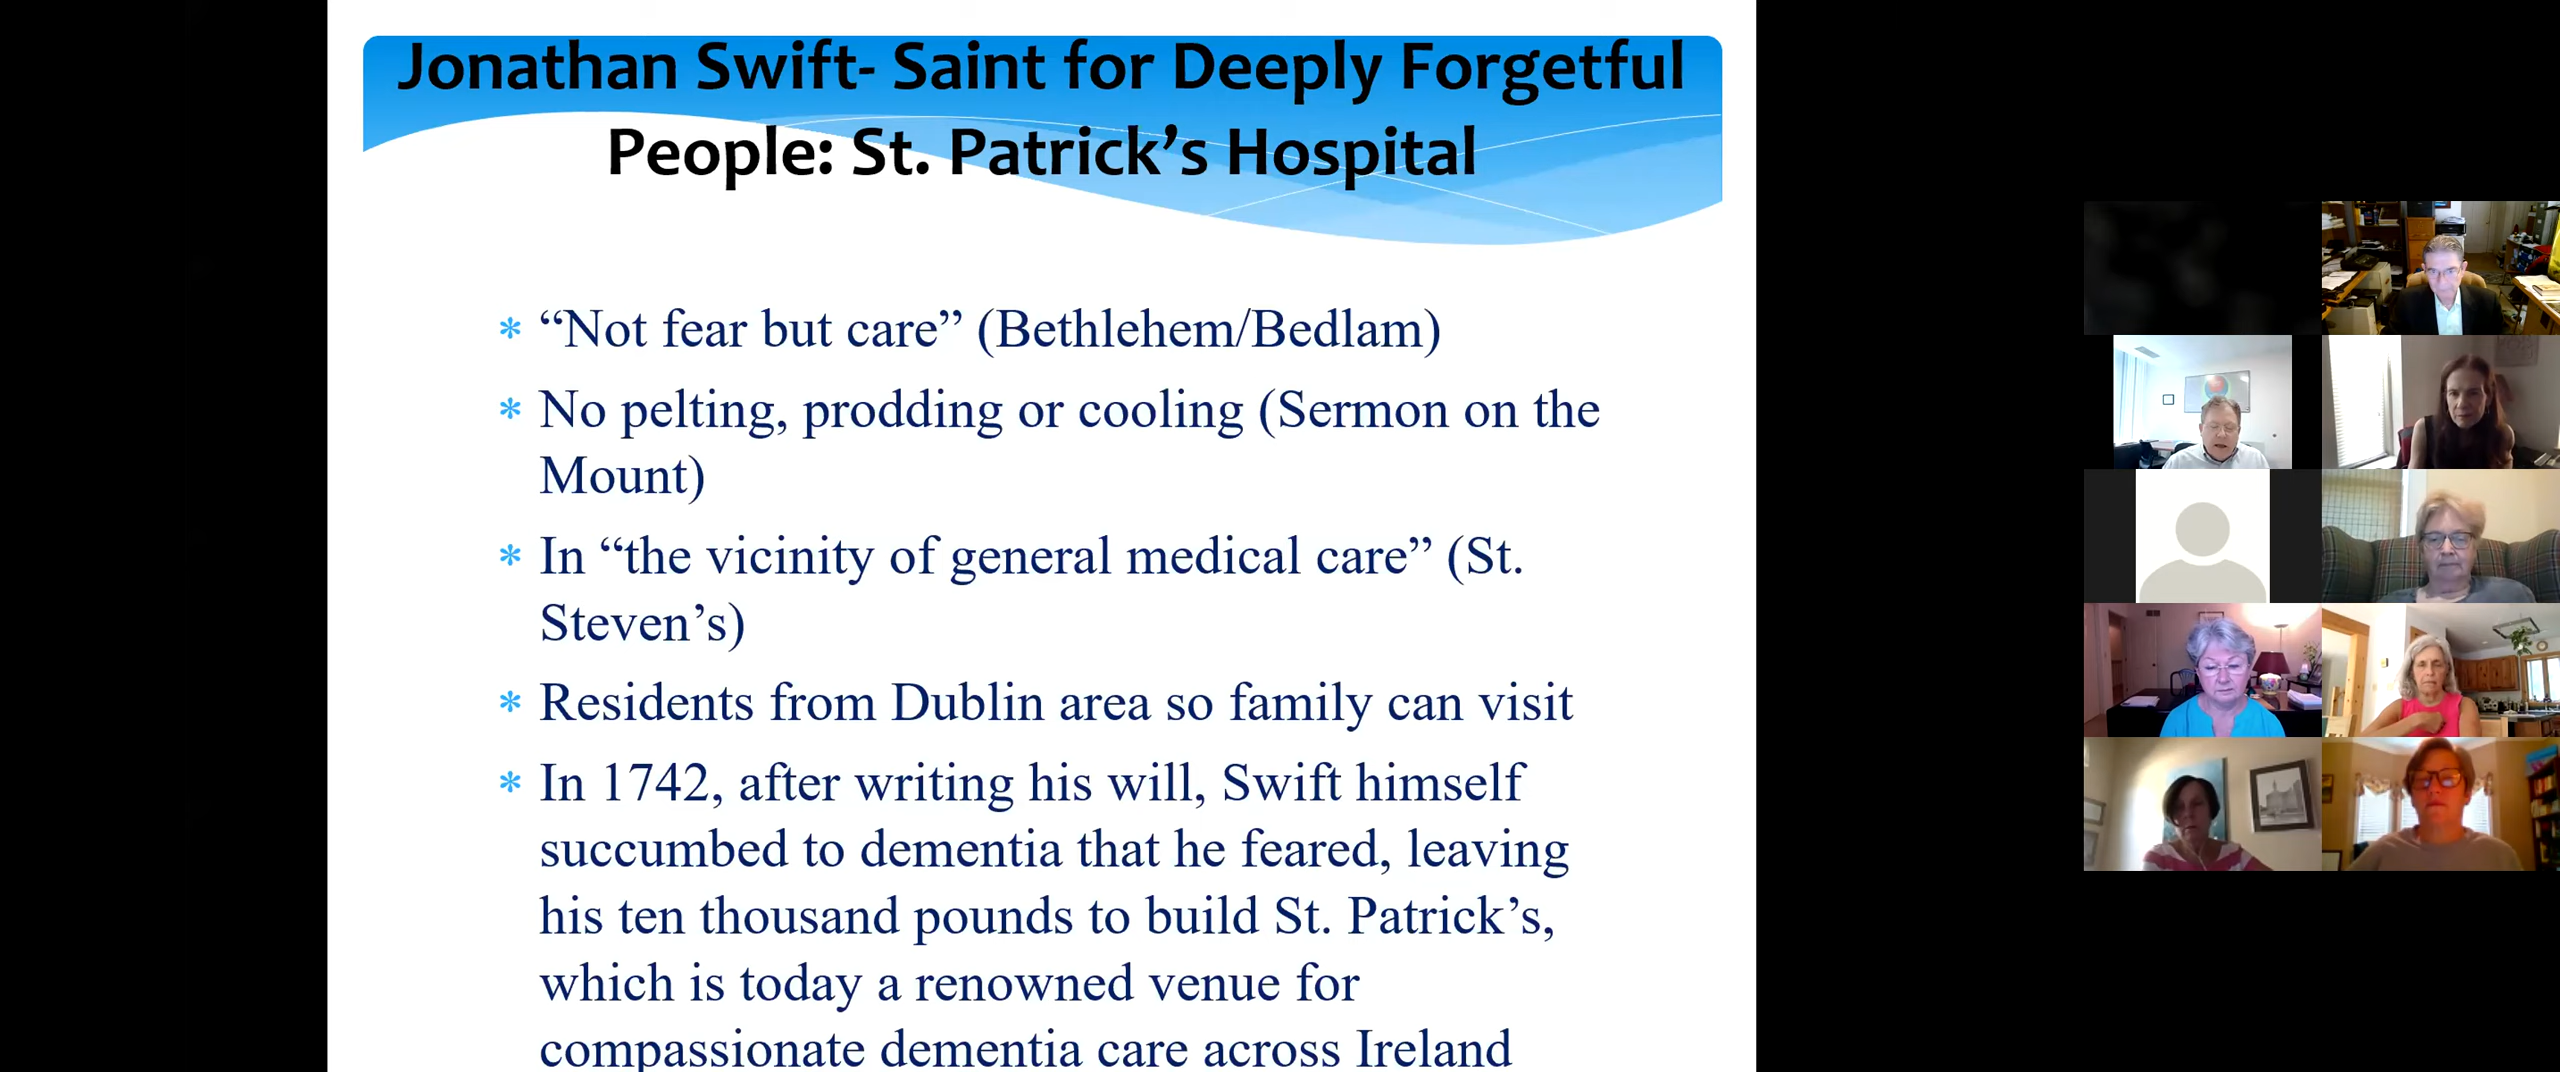 Jonathan Swift- Saint for Deeply Forgetful
People: St. Patrick’s Hospital
* “Not fear but care” (Bethlehem/Bedlam)
* No pelting, prodding or cooling (Sermon on the
Mount)
* In “the vicinity of general medical care” (St.
Steven’s)
* Residents from Dublin area so family can visit
* In 1742, after writing his will, Swift himself
succumbed to dementia that he feared, leaving
his ten thousand pounds to build St. Patrick’s,
which is today a renowned venue for
compassionate dementia care across Ireland